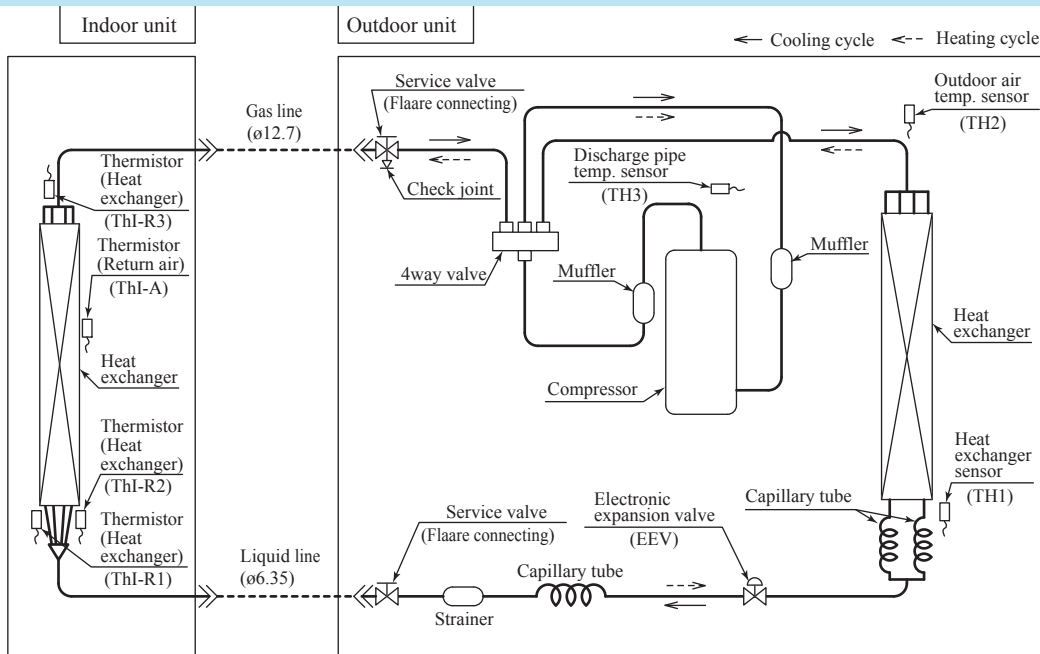 Indoor unit
Outdoor unit
Cooling cycle
Heating cycle
Service valve
(Flaare connecting)
Gas line
(ø12.7)
Outdoor air
temp. sensor
(TH2)
Thermistor
(Heat
exchanger)
(ThI-R3)
Check joint
Discharge pipe
temp. sensor
(TH3)
Thermistor
(Return air)
(ThI-A)
4way valve
Muffler
Muffler
Heat
exchanger
Heat
exchanger
Compressor
Thermistor
(Heat
exchanger)
(ThI-R2)
Heat
exchanger
sensor
(TH1)
Capillary tube
Thermistor
(Heat
exchanger)
(ThI-R1)
Service valve
(Flaare connecting)
Electronic
expansion valve
(EEV)
Liquid line
(ø6.35)
Capillary tube
Strainer